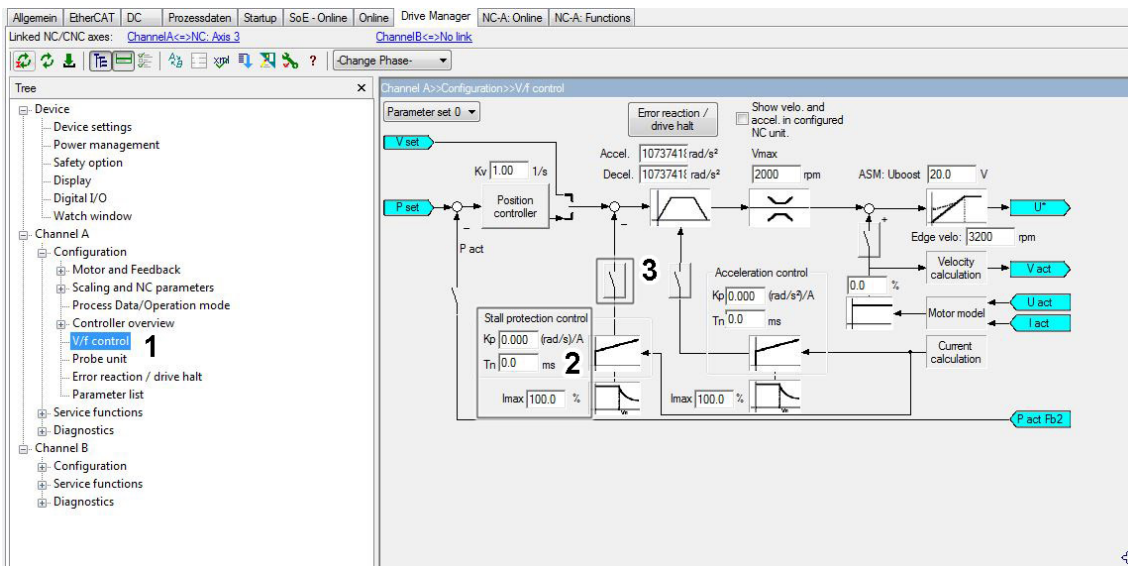 Allgemein EtherCAT DC Prozessdaten Startup SoE - Online Online Drive Manager NC-A: Online NC-A: Functions
Linked NC/CNC axes: ChannelA<=>NC: Axis 3 ChannelB<=>No link
-Change Phase-
Tree
Device
Device settings
Power management
Safety option
Display
Digital I/O
Watch window
Channel A
Configuration
Motor and Feedback
Scaling and NC parameters
Process Data/Operation mode
Controller overview
V/f control 1
Probe unit
Error reaction / drive halt
Parameter list
Service functions
Diagnostics
Channel B
Configuration
Service functions
Diagnostics
Channel A>>Configuration>>V/f control
Parameter set 0
Error reaction /
drive halt
Show velo. and
accel. in configured
NC unit.
V set
Accel. 1073741 rad/s²
Vmax
Kv 1.00 1/s
Decel. 1073741 rad/s²
2000 rpm
ASM: Uboost 20.0 V
P set
Position
controller
U*
P act
Edge velo: 3200 rpm
3
Velocity
calculation
V act
Acceleration control
Kp 0.000 (rad/s²)/A
Tn 0.0 ms
0.0 %
Motor model
U act
I act
Stall protection control
Kp 0.000 (rad/s)/A
Tn 0.0 ms 2
Current
calculation
Imax 100.0 %
Imax 100.0 %
P act Fb2